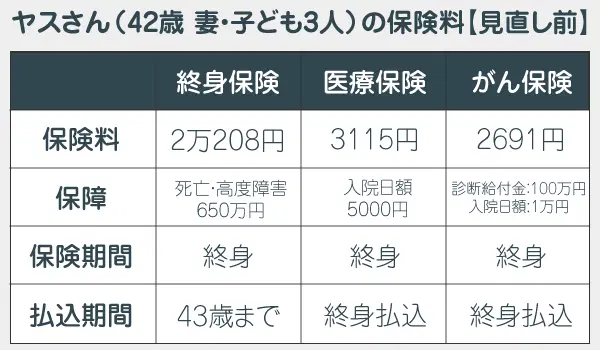 ヤスさん（42歳 妻・子ども3人）の保険料【見直し前】
終身保険 医療保険 がん保険
保険料 2万208円 3115円 2691円
保障 死亡・高度障害 650万円 入院日額 5000円 診断給付金:100万円 入院日額:1万円
保険期間 終身 終身 終身
払込期間 43歳まで 終身払込 終身払込